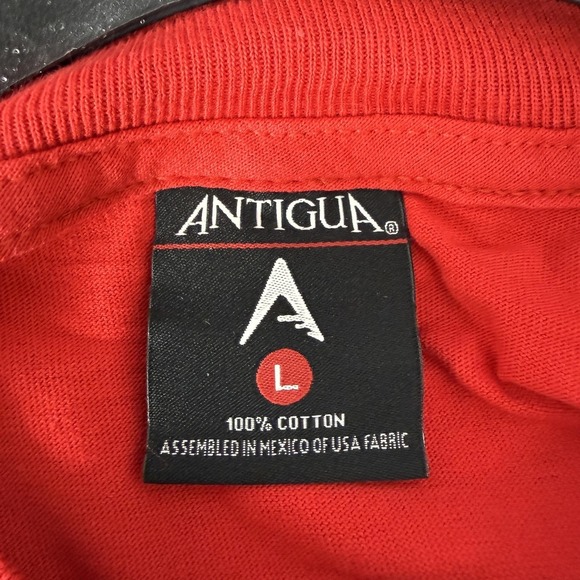 ANTIGUA®
L
100% COTTON
ASSEMBLED IN MEXICO OF USA FABRIC